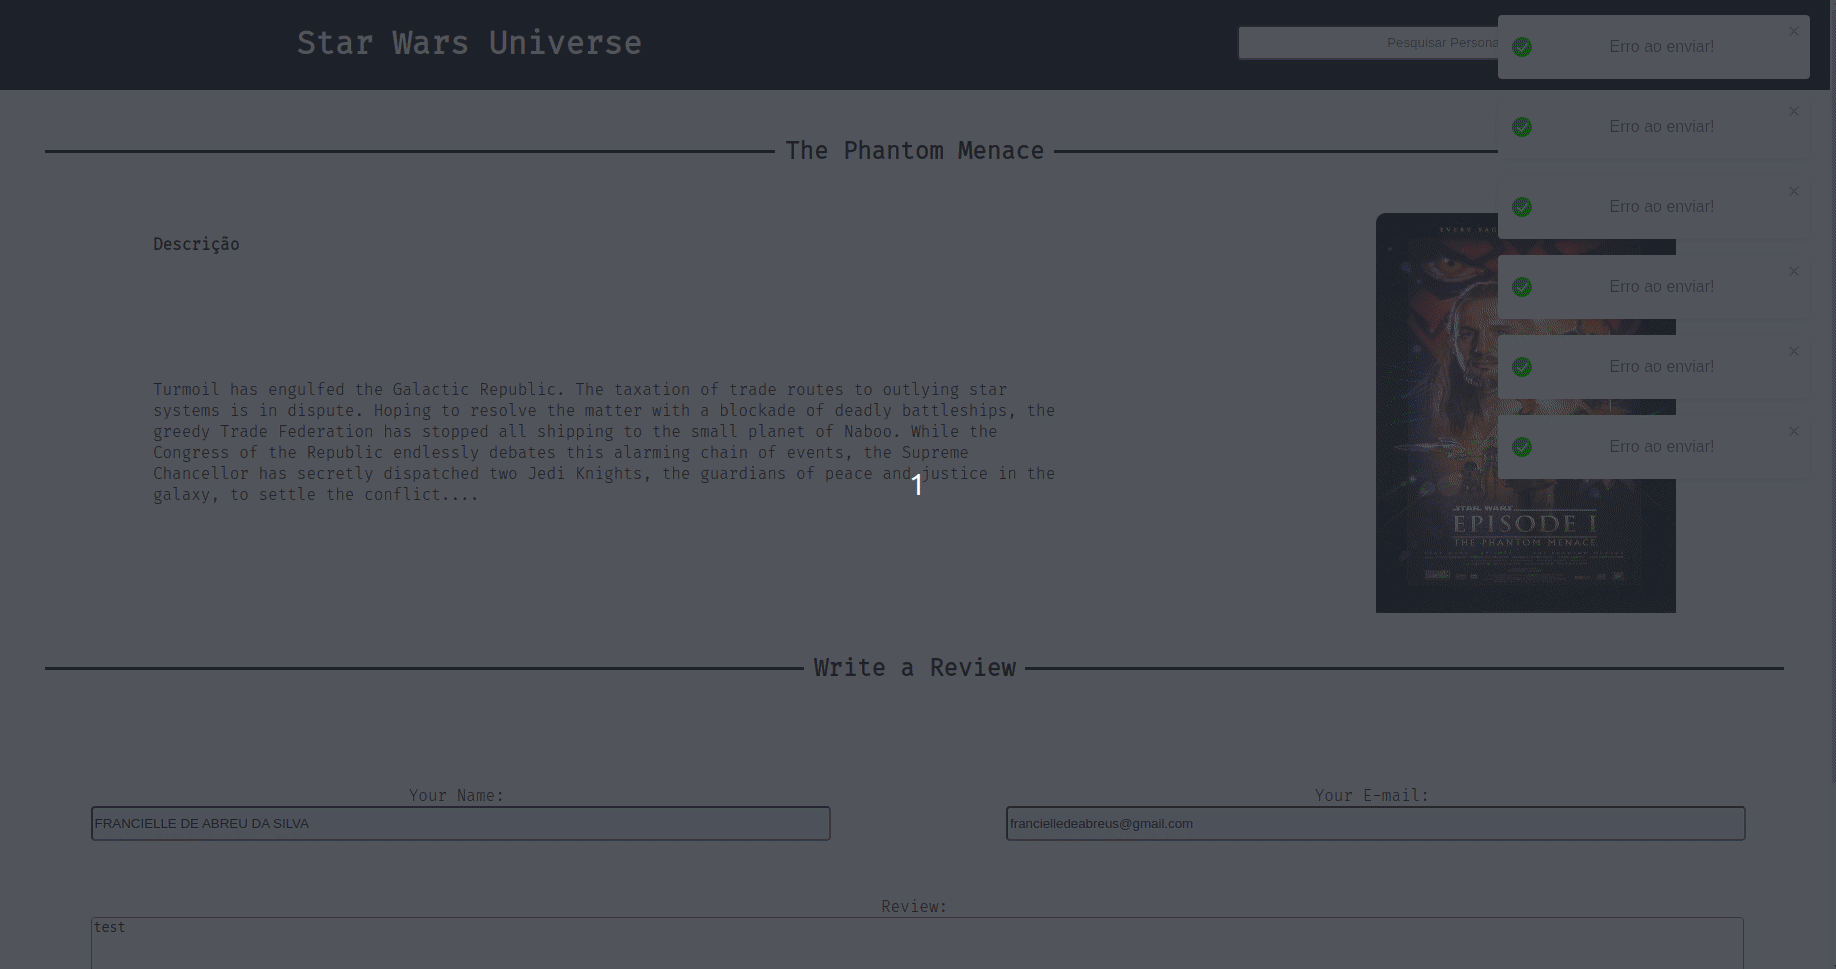 Star Wars Universe
Pesquisar Persona
Erro ao enviar!
Erro ao enviar!
Erro ao enviar!
Erro ao enviar!
Erro ao enviar!
Erro ao enviar!
The Phantom Menace
Descrição
Turmoil has engulfed the Galactic Republic. The taxation of trade routes to outlying star
systems is in dispute. Hoping to resolve the matter with a blockade of deadly battleships, the
greedy Trade Federation has stopped all shipping to the small planet of Naboo. While the
Congress of the Republic endlessly debates this alarming chain of events, the Supreme
Chancellor has secretly dispatched two Jedi Knights, the guardians of peace and justice in the
galaxy, to settle the conflict....
1
EVERY SAG
STAR WARS
EPISODE I
THE PHANTOM MENACE
Write a Review
Your Name:
FRANCIELLE DE ABREU DA SILVA
Your E-mail:
francielledeabreus@gmail.com
Review:
test